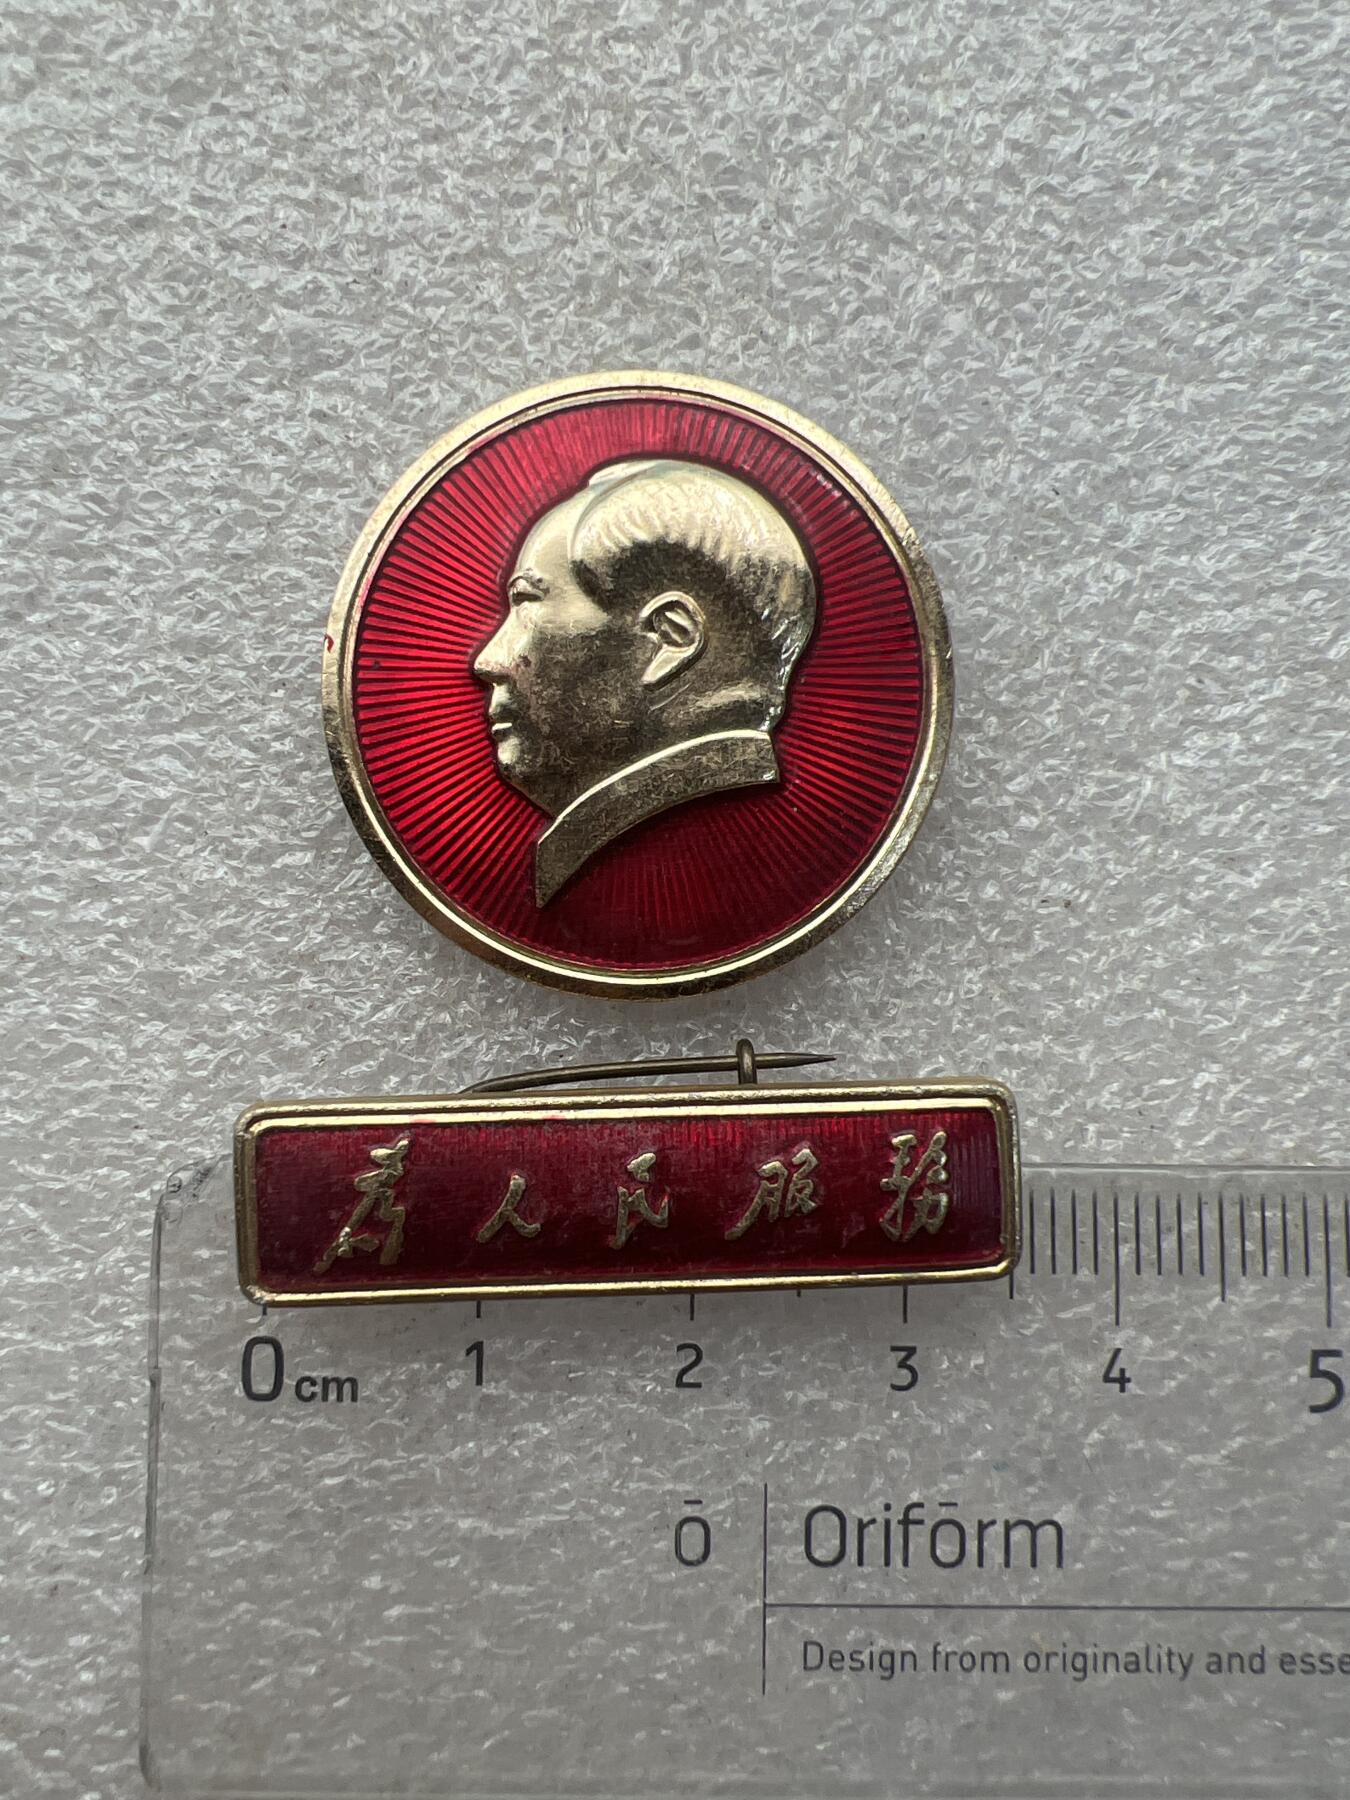 為人民服務
0cm 1 2 3 4 5
Ō Orifōrm
Design from originality and esse